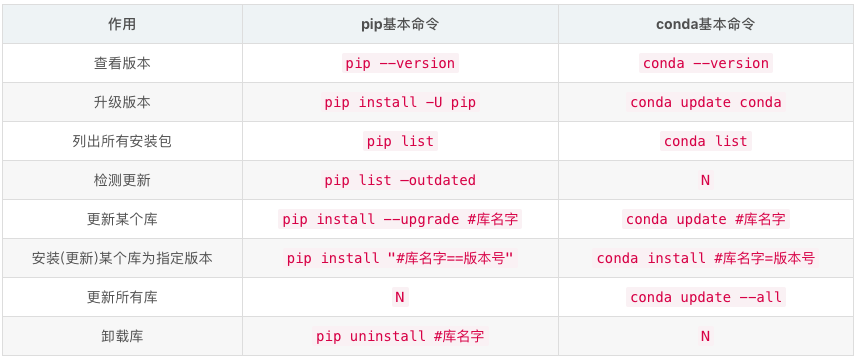 作用 pip基本命令 conda基本命令
查看版本 pip --version conda --version
升级版本 pip install -U pip conda update conda
列出所有安装包 pip list conda list
检测更新 pip list –outdated N
更新某个库 pip install --upgrade #库名字 conda update #库名字
安装(更新)某个库为指定版本 pip install "#库名字==版本号" conda install #库名字=版本号
更新所有库 N conda update --all
卸载库 pip uninstall #库名字 N